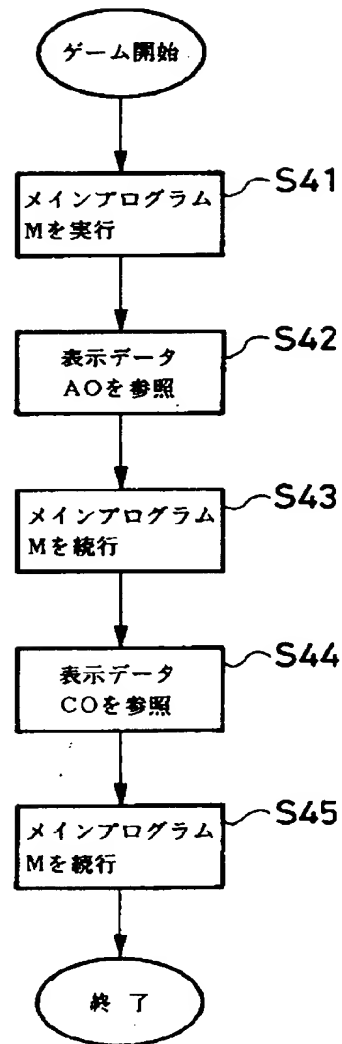 ゲーム開始
メインプログラム
Mを実行
S41
表示データ
AOを参照
S42
メインプログラム
Mを続行
S43
表示データ
COを参照
S44
メインプログラム
Mを続行
S45
終了